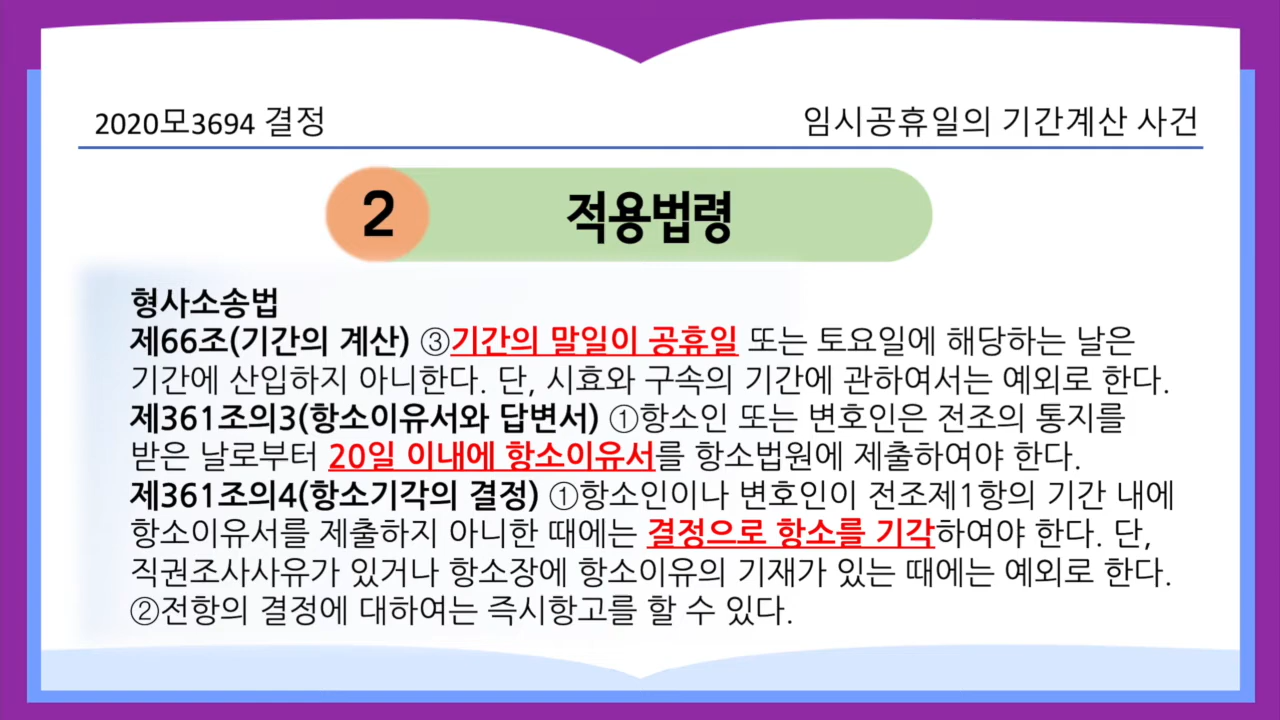 2020모3694 결정
임시공휴일의 기간계산 사건
2
적용법령
형사소송법
제66조(기간의 계산) ③기간의 말일이 공휴일 또는 토요일에 해당하는 날은
기간에 산입하지 아니한다. 단, 시효와 구속의 기간에 관하여서는 예외로 한다.
제361조의3(항소이유서와 답변서) ①항소인 또는 변호인은 전조의 통지를
받은 날로부터 20일 이내에 항소이유서를 항소법원에 제출하여야 한다.
제361조의4(항소기각의 결정) ①항소인이나 변호인이 전조제1항의 기간 내에
항소이유서를 제출하지 아니한 때에는 결정으로 항소를 기각하여야 한다. 단,
직권조사사유가 있거나 항소장에 항소이유의 기재가 있는 때에는 예외로 한다.
②전항의 결정에 대하여는 즉시항고를 할 수 있다.